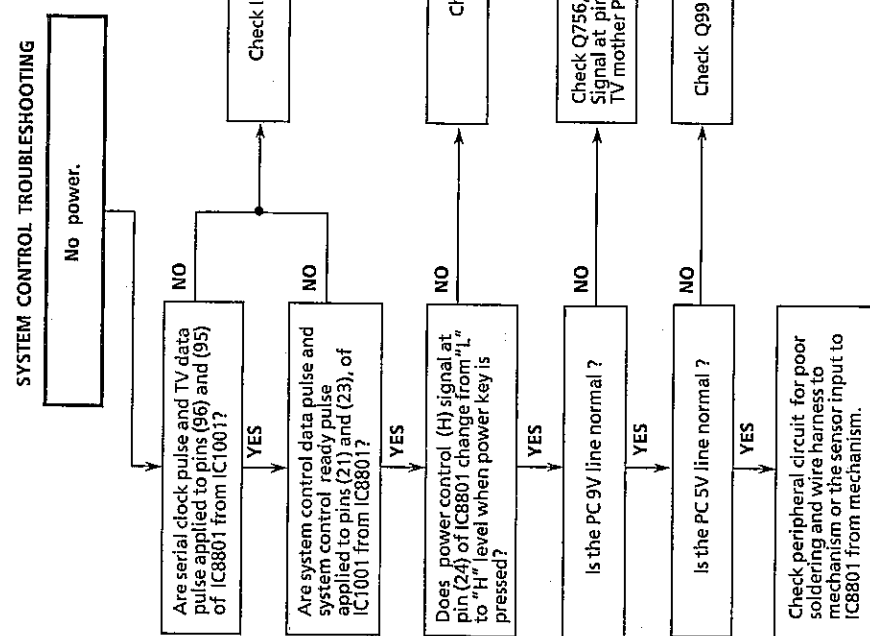 SYSTEM CONTROL TROUBLESHOOTING
No power.
Are serial clock pulse and TV data
pulse applied to pins (96) and (95)
of IC8801 from IC1001?
NO
YES
Are system control data pulse and
system control ready pulse
applied to pins (21) and (23), of
IC1001 from IC8801?
NO
Check
YES
Does power control (H) signal at
pin (24) of IC8801 change from "L"
to "H" level when power key is
pressed?
NO
YES
Is the PC 9V line normal ?
NO
Check Q756,
Signal at pin
TV mother
YES
Is the PC 5V line normal ?
NO
Check Q99
YES
Check peripheral circuit for poor
soldering and wire harness to
mechanism or the sensor input to
IC8801 from mechanism.